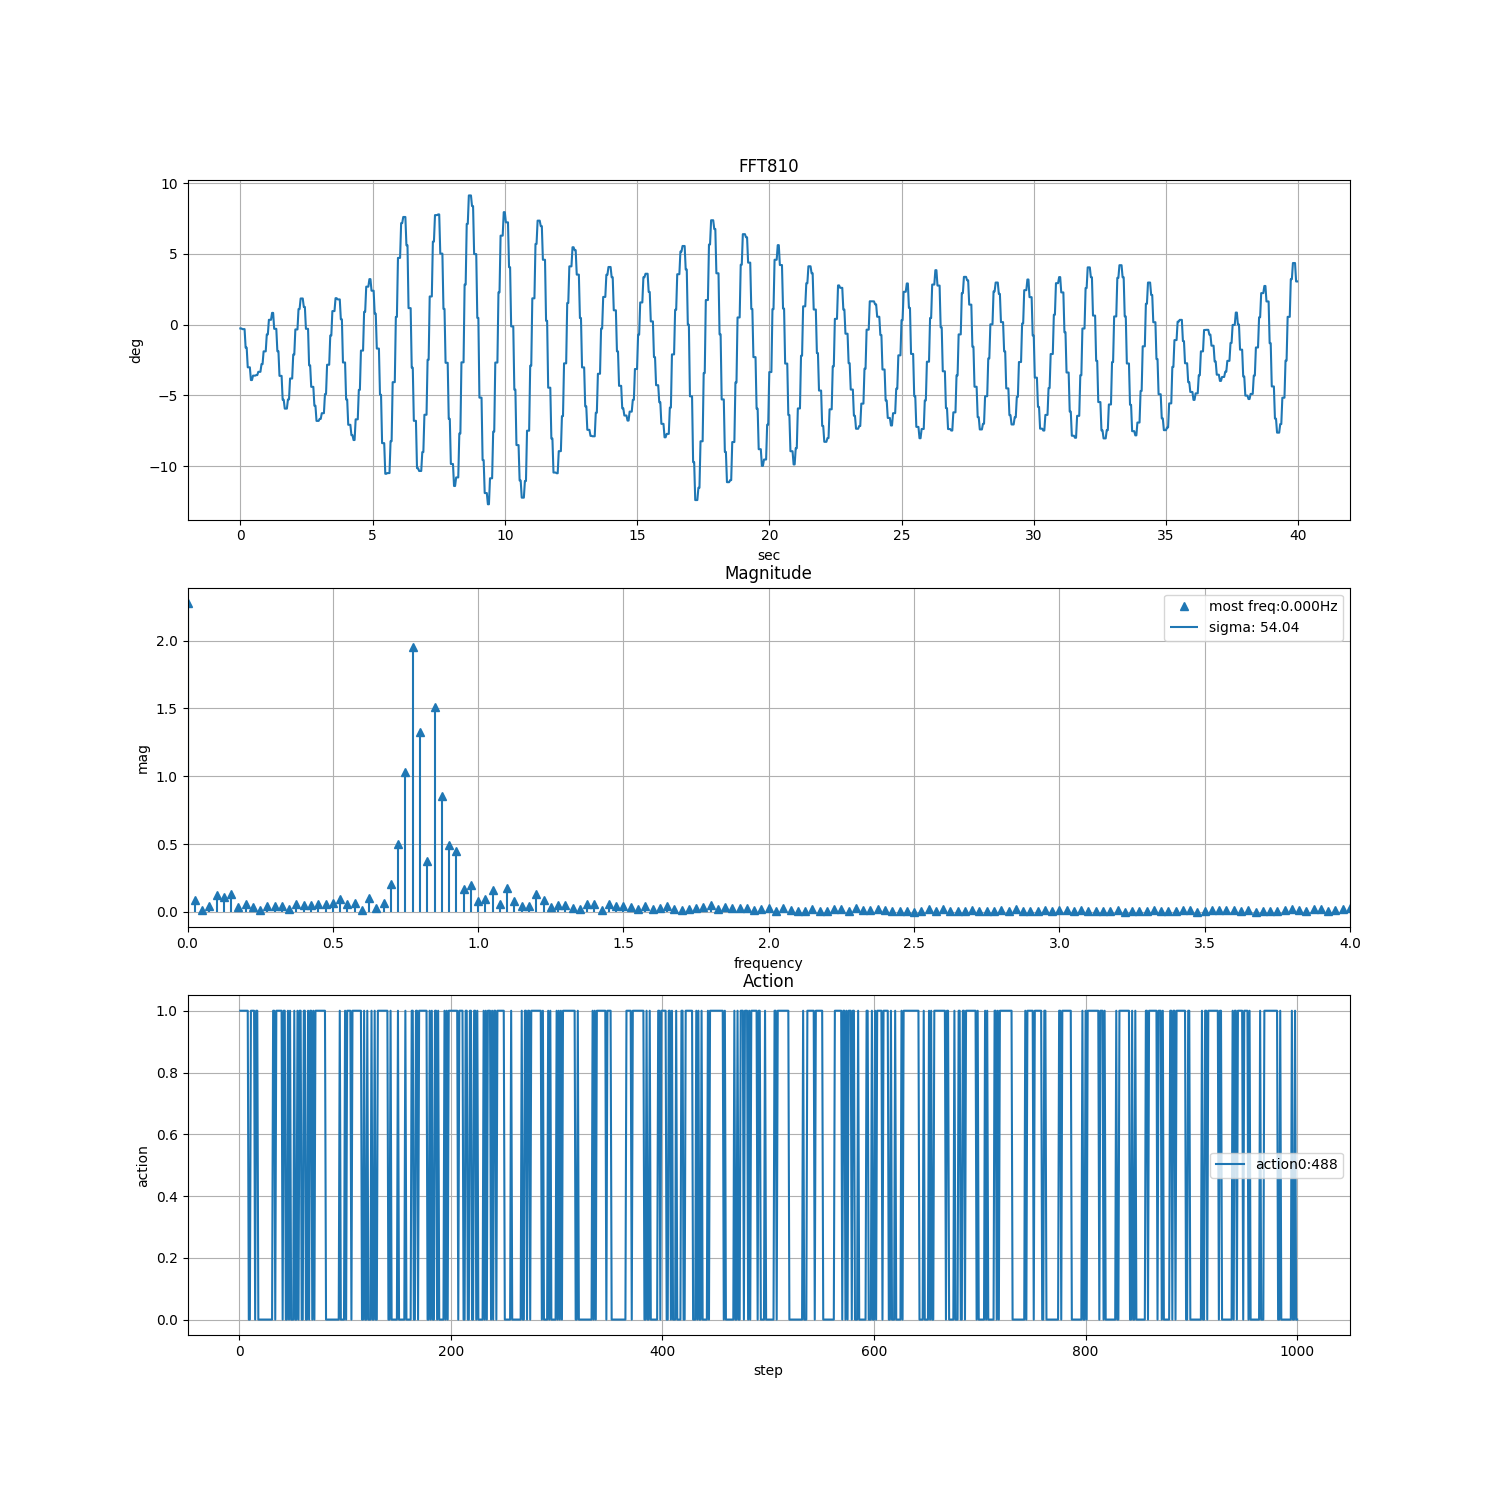 FFT810
10
5
0
−5
−10
deg
0 5 10 15 20 25 30 35 40
sec
Magnitude
most freq:0.000Hz
sigma: 54.04
2.0
1.5
1.0
0.5
0.0
mag
0.0 0.5 1.0 1.5 2.0 2.5 3.0 3.5 4.0
frequency
Action
1.0
0.8
0.6
0.4
0.2
0.0
action
action0:488
0 200 400 600 800 1000
step